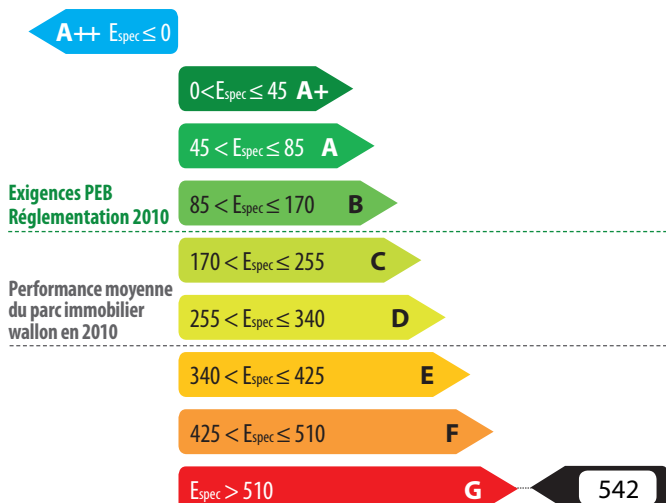 A++ Espec ≤ 0
0<Espec ≤ 45 A+
45 < Espec ≤ 85 A
Exigences PEB
Réglementation 2010
85 < Espec ≤ 170 B
170 < Espec ≤ 255 C
Performance moyenne
du parc immobilier
wallon en 2010
255 < Espec ≤ 340 D
340 < Espec ≤ 425 E
425 < Espec ≤ 510 F
Espec > 510 G 542